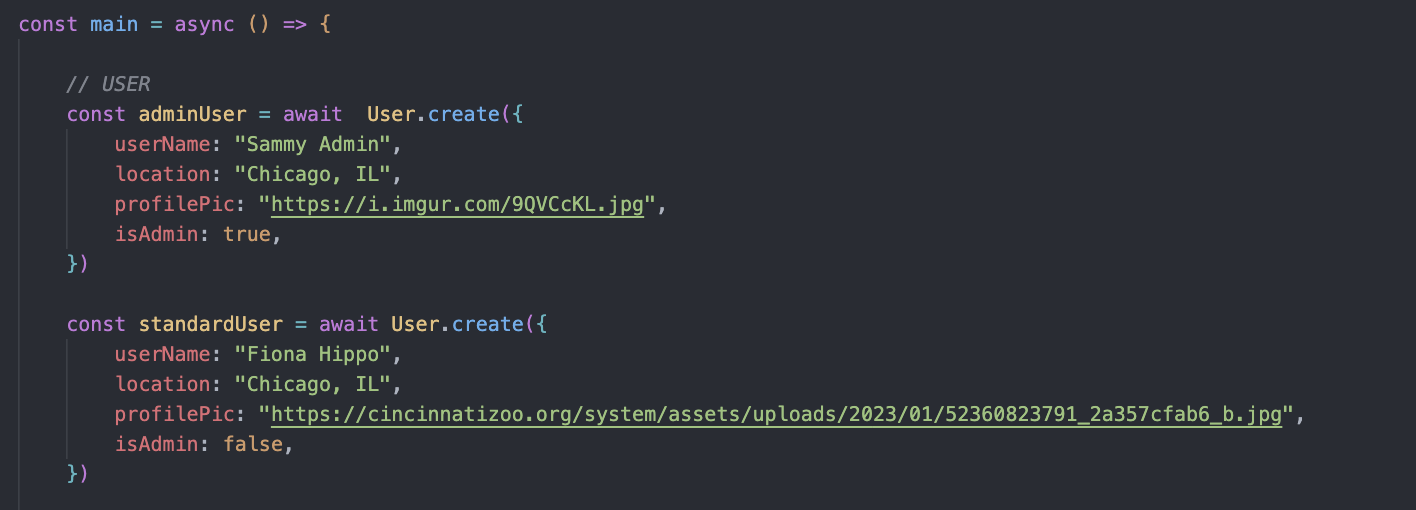 const main = async () => {
// USER
const adminUser = await  User.create({
userName: "Sammy Admin",
location: "Chicago, IL",
profilePic: "https://i.imgur.com/9QVCcKL.jpg",
isAdmin: true,
})
const standardUser = await User.create({
userName: "Fiona Hippo",
location: "Chicago, IL",
profilePic: "https://cincinnatizoo.org/system/assets/uploads/2023/01/52360823791_2a357cfab6_b.jpg",
isAdmin: false,
})